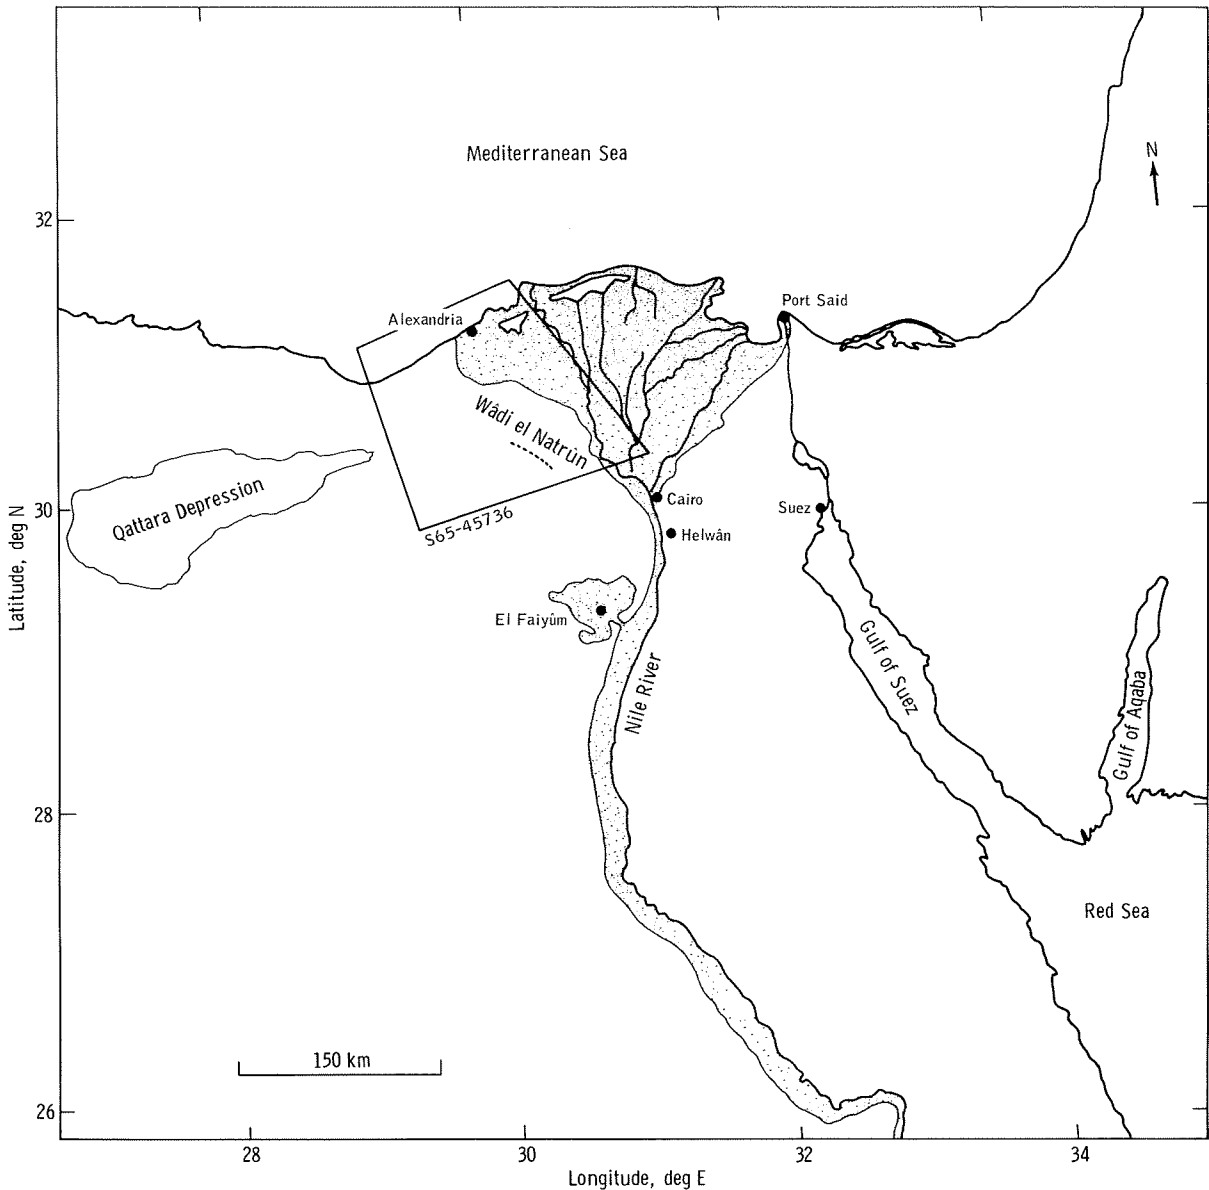 Mediterranean Sea
N
32
Port Said
Alexandria
Wâdi el Natrûn
Qattara Depression
30
Cairo
Suez
S65-45736
Helwân
Latitude, deg N
El Faiyûm
Gulf of Suez
Nile River
Gulf of Aqaba
28
Red Sea
150 km
26
28
30
32
34
Longitude, deg E